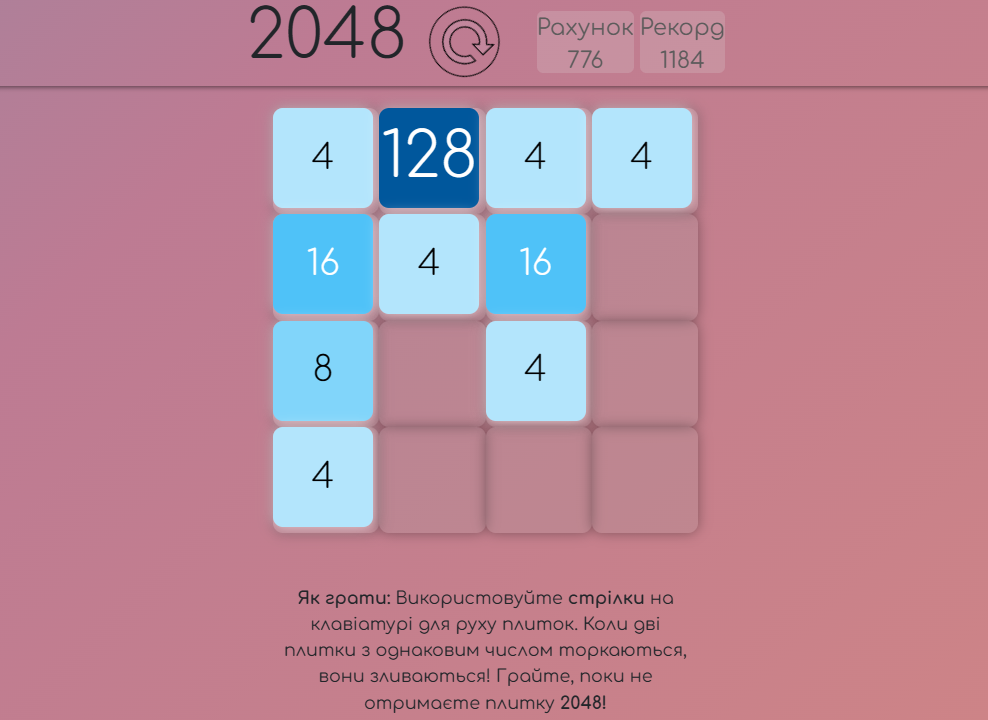 2048
Рахунок Рекорд
776 1184
4 128 4 4
16 4 16
8 4
4
Як грати: Використовуйте стрілки на
клавіатурі для руху плиток. Коли дві
плитки з однаковим числом торкаються,
вони зливаються! Грайте, поки не
отримаєте плитку 2048!